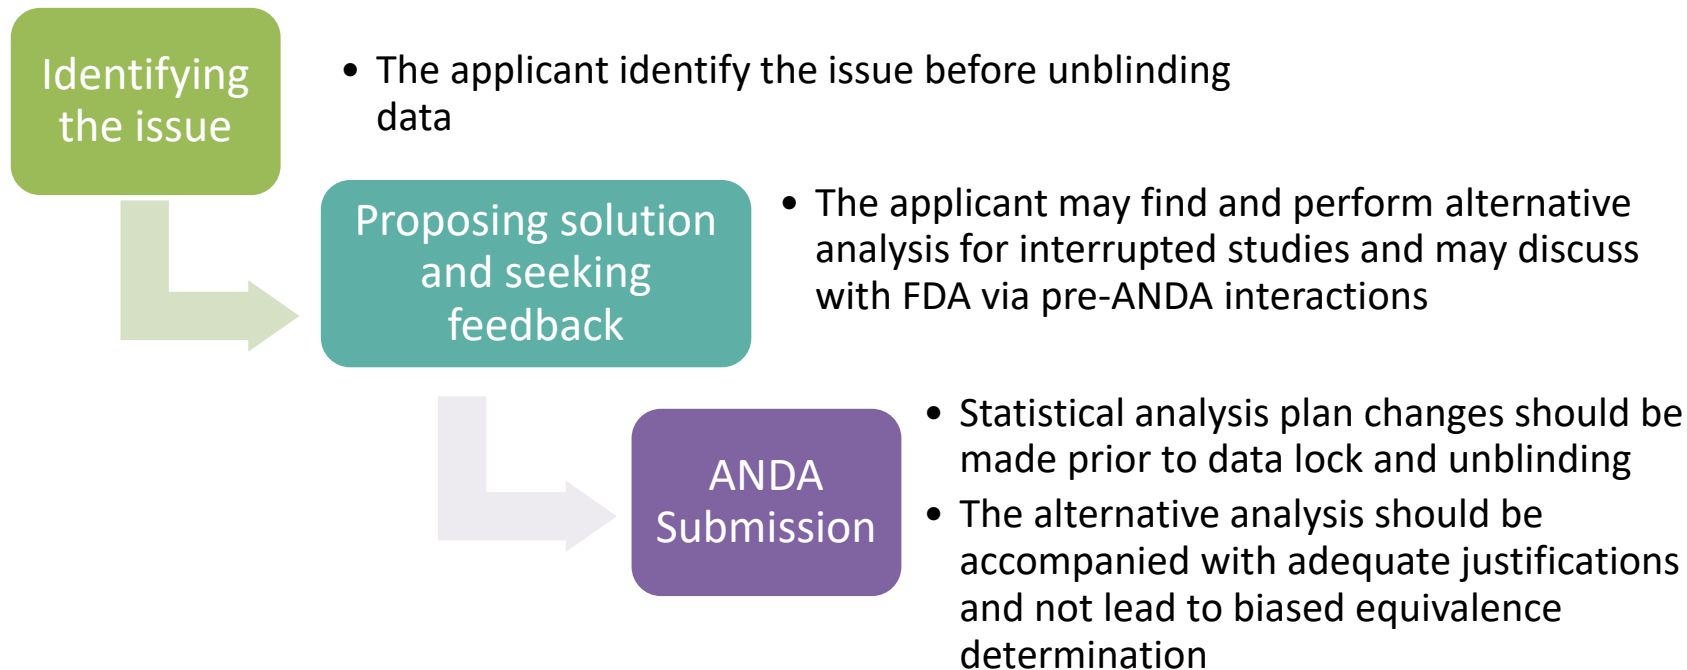 Identifying
the issue
• The applicant identify the issue before unblinding
data
Proposing solution
and seeking
feedback
• The applicant may find and perform alternative
analysis for interrupted studies and may discuss
with FDA via pre-ANDA interactions
ANDA
Submission
• Statistical analysis plan changes should be
made prior to data lock and unblinding
• The alternative analysis should be
accompanied with adequate justifications
and not lead to biased equivalence
determination